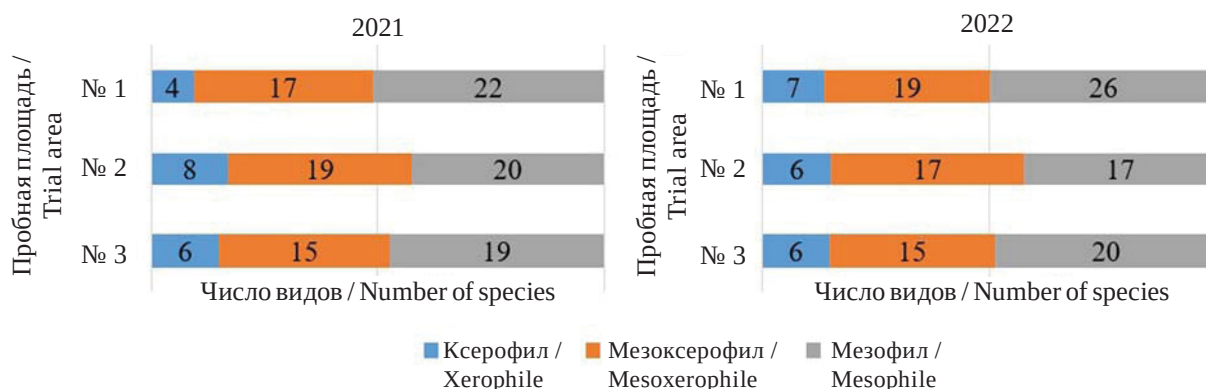 2021
Пробная площадь /
Trial area
№ 1
4 17 22
№ 2
8 19 20
№ 3
6 15 19
Число видов / Number of species
2022
Пробная площадь /
Trial area
№ 1
7 19 26
№ 2
6 17 17
№ 3
6 15 20
Число видов / Number of species
Ксерофил /
Xerophile
Мезоксерофил /
Mesoxerophile
Мезофил /
Mesophile